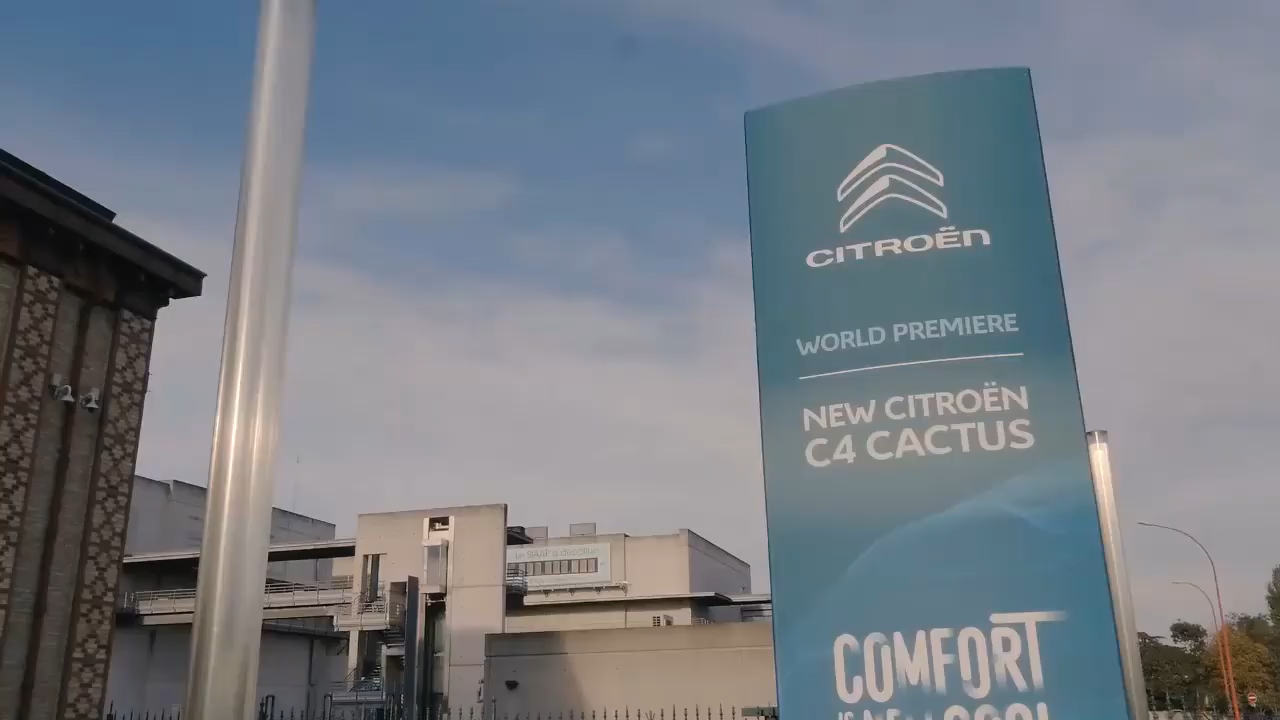 CITROËN
WORLD PREMIERE
NEW CITROËN
C4 CACTUS
COMFORT